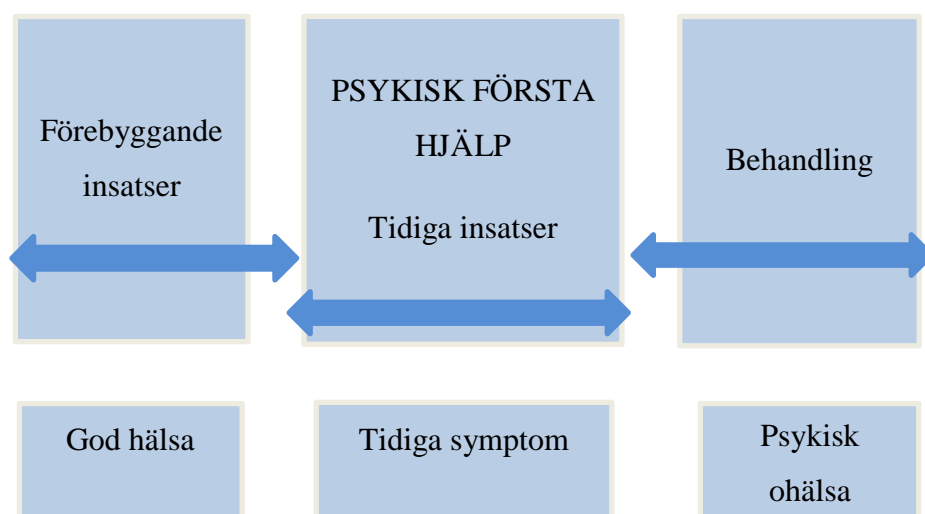 Förebyggande
insatser
PSYKISK FÖRSTA
HJÄLP
Tidiga insatser
Behandling
God hälsa
Tidiga symptom
Psykisk
ohälsa